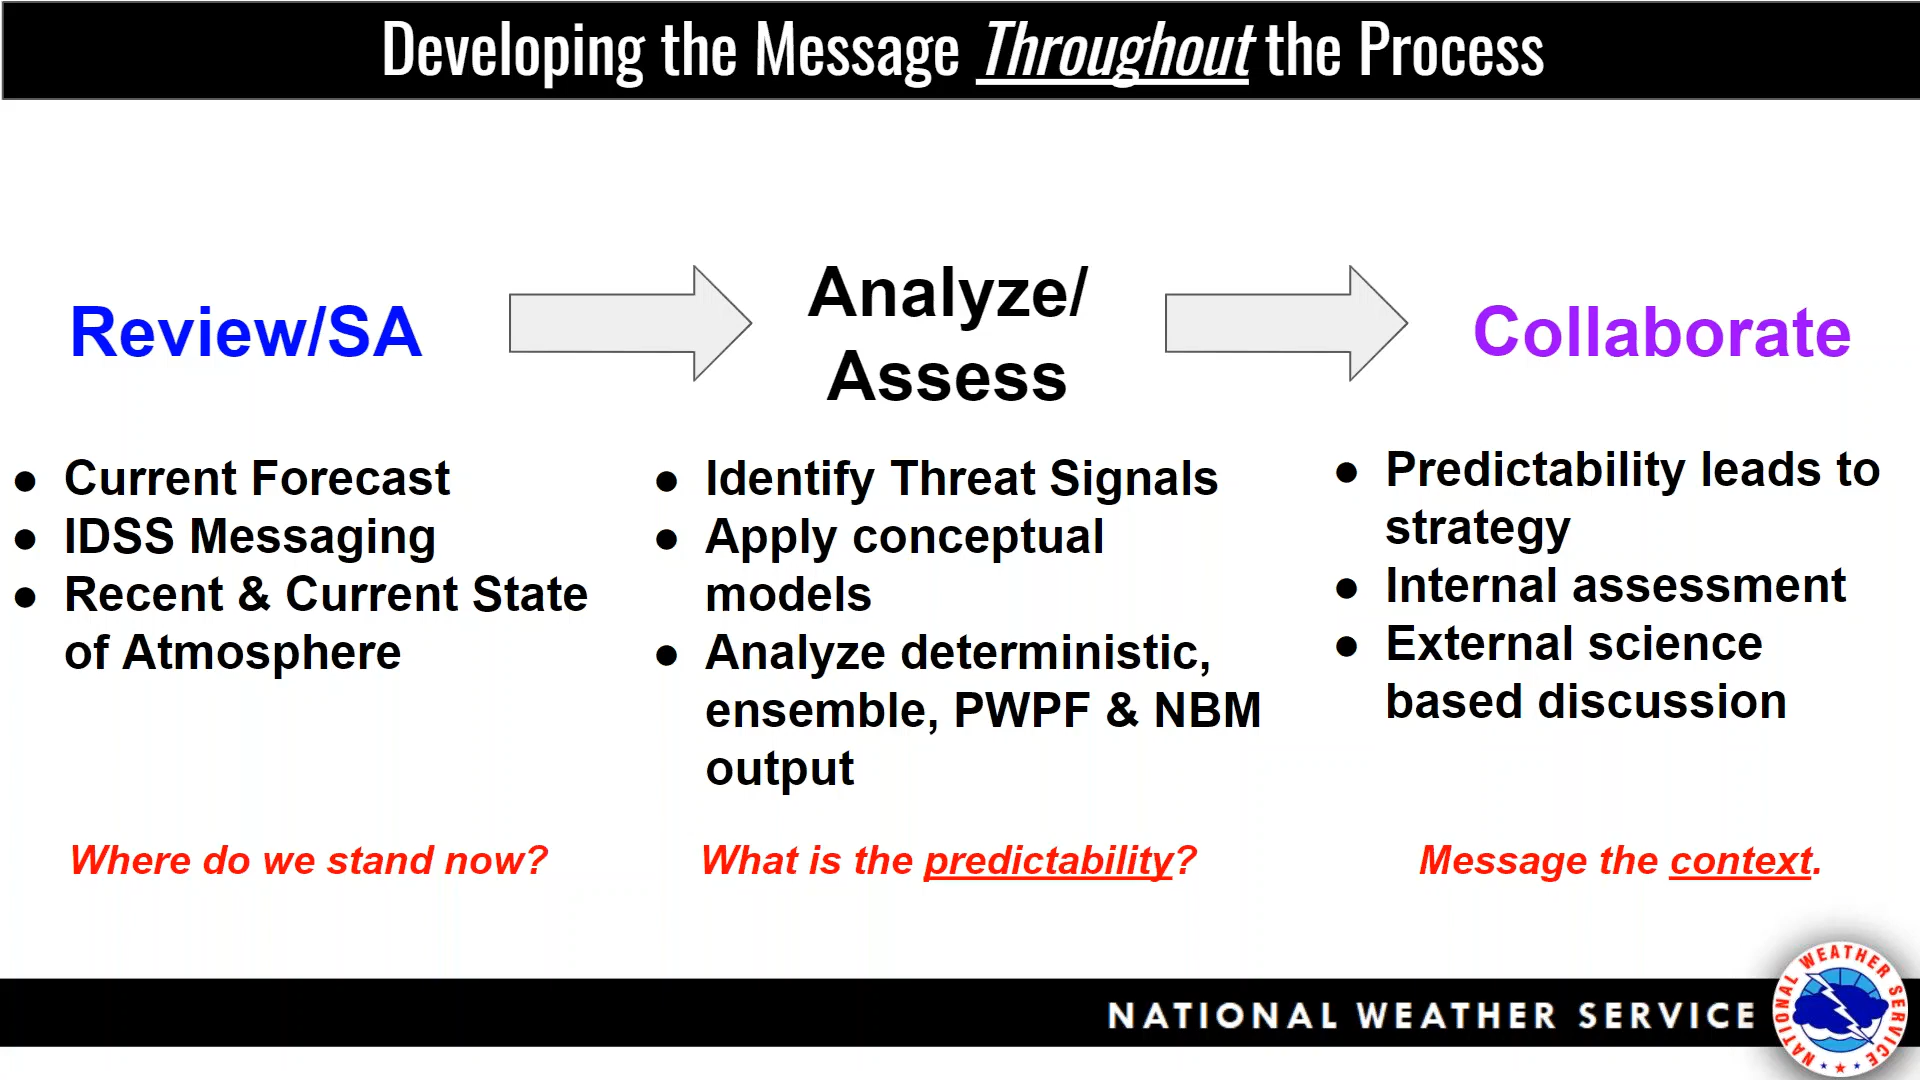 Developing the Message Throughout the Process
Review/SA
Analyze/
Assess
Collaborate
● Current Forecast
● IDSS Messaging
● Recent & Current State
of Atmosphere
● Identify Threat Signals
● Apply conceptual
models
● Analyze deterministic,
ensemble, PWPF & NBM
output
● Predictability leads to
strategy
● Internal assessment
● External science
based discussion
Where do we stand now?
What is the predictability?
Message the context.
NATIONAL WEATHER SERVICE
NATIONAL WEATHER SERVICE